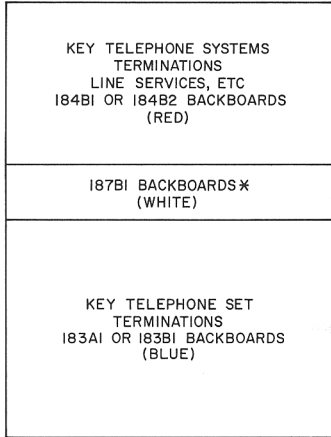 KEY TELEPHONE SYSTEMS
TERMINATIONS
LINE SERVICES, ETC
184B1 OR 184B2 BACKBOARDS
(RED)
187B1 BACKBOARDS*
(WHITE)
KEY TELEPHONE SET
TERMINATIONS
183A1 OR 183B1 BACKBOARDS
(BLUE)